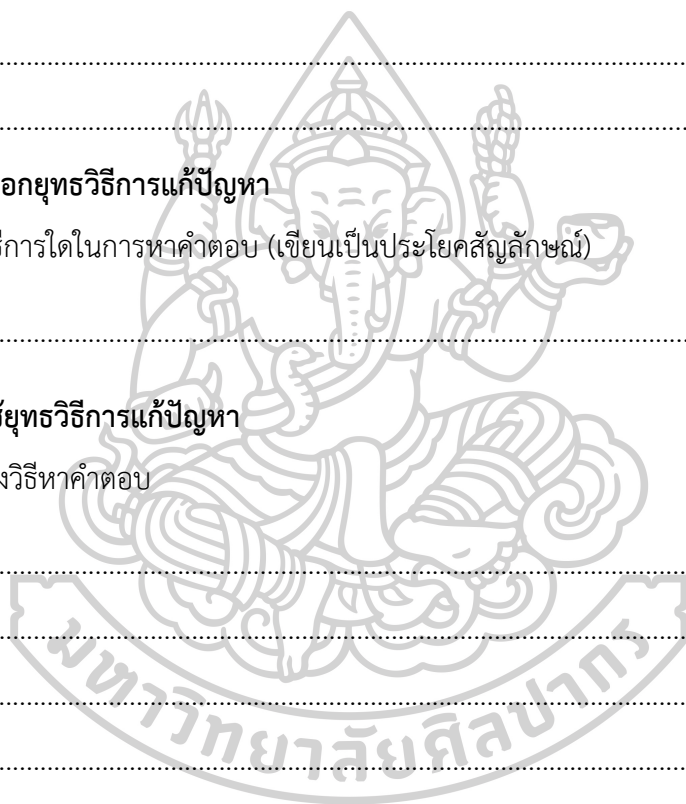 ................................................................................
................................................................................
อกยุทธวิธีการแก้ปัญหา
ธีการใดในการหาคำตอบ (เขียนเป็นประโยคสัญลักษณ์)
................................................................................
ช้ยุทธวิธีการแก้ปัญหา
งวิธีหาคำตอบ
................................................................................
................................................................................
................................................................................
................................................................................
มหาวิทยาลัยศิลปากร